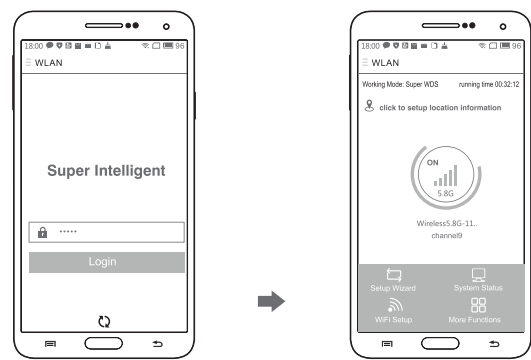 18:00 96
WLAN
Super Intelligent
•••••
Login
18:00 96
WLAN
Working Mode: Super WDS running time 00:32:12
click to setup location information
ON
5.8G
Wireless5.8G-11..
channel9
Setup Wizard System Status
WiFi Setup More Functions